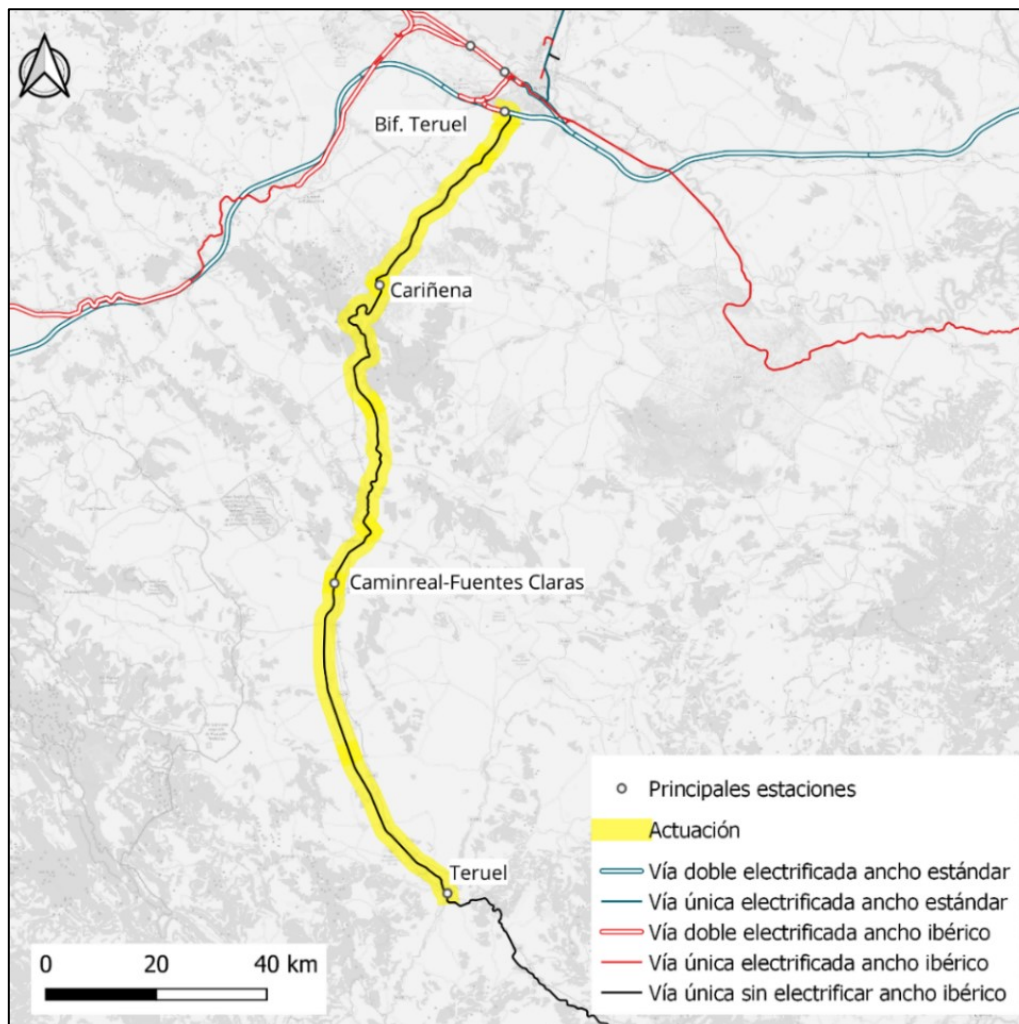 Bif. Teruel
Cariñena
Caminreal-Fuentes Claras
Teruel
Principales estaciones
Actuación
Vía doble electrificada ancho estándar
Vía única electrificada ancho estándar
Vía doble electrificada ancho ibérico
Vía única electrificada ancho ibérico
Vía única sin electrificar ancho ibérico
0 20 40 km